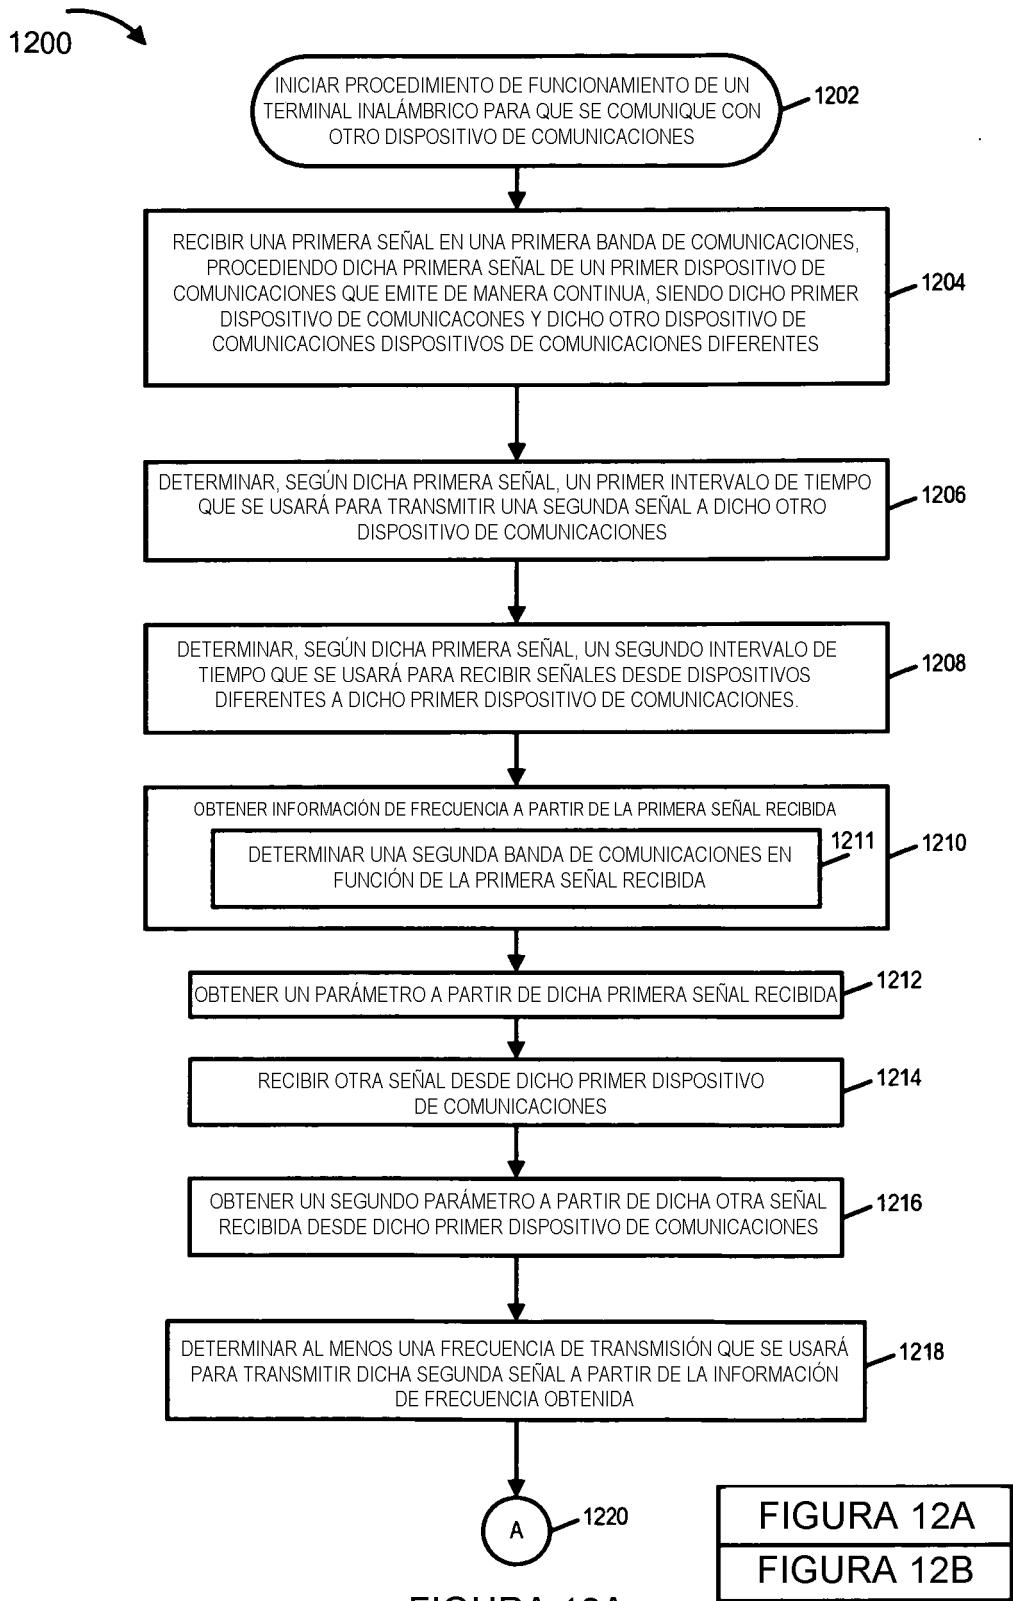 1200
INICIAR PROCEDIMIENTO DE FUNCIONAMIENTO DE UN
TERMINAL INALÁMBRICO PARA QUE SE COMUNIQUE CON
OTRO DISPOSITIVO DE COMUNICACIONES
1202
RECIBIR UNA PRIMERA SEÑAL EN UNA PRIMERA BANDA DE COMUNICACIONES,
PROCEDIENDO DICHA PRIMERA SEÑAL DE UN PRIMER DISPOSITIVO DE
COMUNICACIONES QUE EMITE DE MANERA CONTINUA, SIENDO DICHO PRIMER
DISPOSITIVO DE COMUNICACONES Y DICHO OTRO DISPOSITIVO DE
COMUNICACIONES DISPOSITIVOS DE COMUNICACIONES DIFERENTES
1204
DETERMINAR, SEGÚN DICHA PRIMERA SEÑAL, UN PRIMER INTERVALO DE TIEMPO
QUE SE USARÁ PARA TRANSMITIR UNA SEGUNDA SEÑAL A DICHO OTRO
DISPOSITIVO DE COMUNICACIONES
1206
DETERMINAR, SEGÚN DICHA PRIMERA SEÑAL, UN SEGUNDO INTERVALO DE
TIEMPO QUE SE USARÁ PARA RECIBIR SEÑALES DESDE DISPOSITIVOS
DIFERENTES A DICHO PRIMER DISPOSITIVO DE COMUNICACIONES.
1208
OBTENER INFORMACIÓN DE FRECUENCIA A PARTIR DE LA PRIMERA SEÑAL RECIBIDA
1210
DETERMINAR UNA SEGUNDA BANDA DE COMUNICACIONES EN
FUNCIÓN DE LA PRIMERA SEÑAL RECIBIDA
1211
OBTENER UN PARÁMETRO A PARTIR DE DICHA PRIMERA SEÑAL RECIBIDA
1212
RECIBIR OTRA SEÑAL DESDE DICHO PRIMER DISPOSITIVO
DE COMUNICACIONES
1214
OBTENER UN SEGUNDO PARÁMETRO A PARTIR DE DICHA OTRA SEÑAL
RECIBIDA DESDE DICHO PRIMER DISPOSITIVO DE COMUNICACIONES
1216
DETERMINAR AL MENOS UNA FRECUENCIA DE TRANSMISIÓN QUE SE USARÁ
PARA TRANSMITIR DICHA SEGUNDA SEÑAL A PARTIR DE LA INFORMACIÓN
DE FRECUENCIA OBTENIDA
1218
A
1220
FIGURA 12A
FIGURA 12B
FIGURA 12A